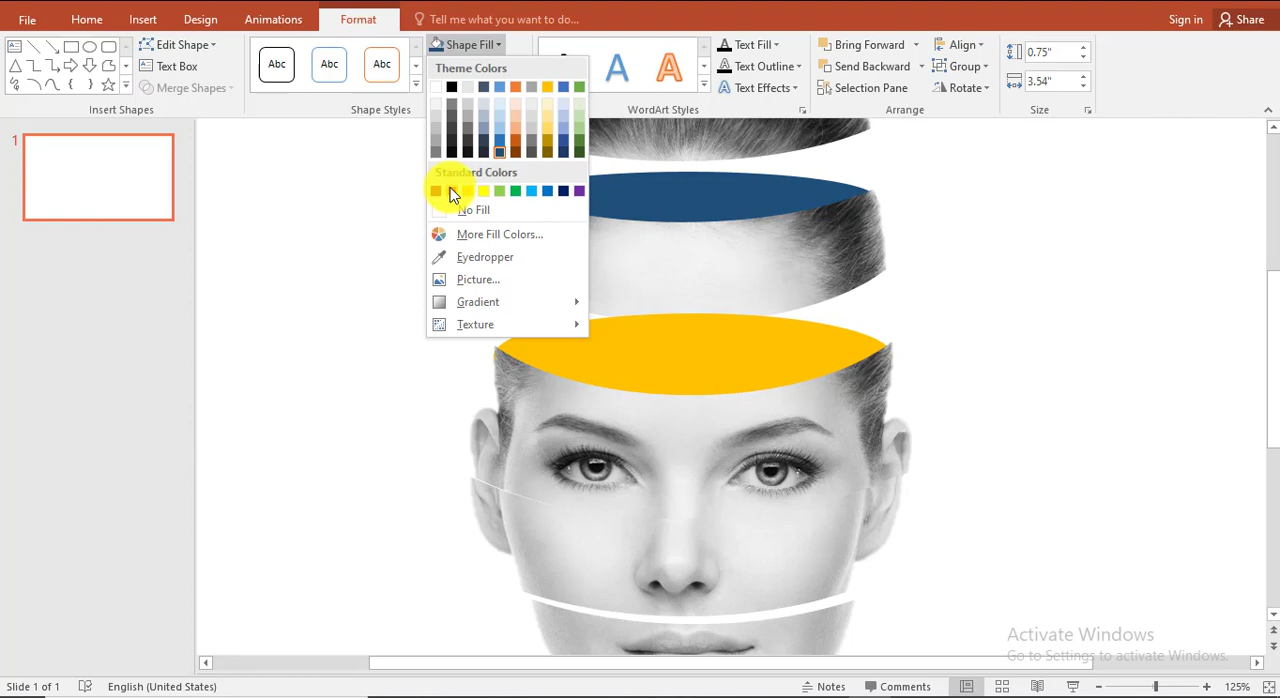 File Home Insert Design Animations Format Tell me what you want to do... Sign in Share
Edit Shape Abc Abc Abc Shape Fill A A Text Fill Bring Forward Align 0.75"
Text Box Text Outline Send Backward Group
Merge Shapes Text Effects Selection Pane Rotate 3.54"
Insert Shapes Shape Styles WordArt Styles Arrange Size
Theme Colors
Standard Colors
No Fill
More Fill Colors...
Eyedropper
Picture...
Gradient
Texture
1
Activate Windows
Go to Settings to activate Windows.
Slide 1 of 1 English (United States) Notes Comments 125%